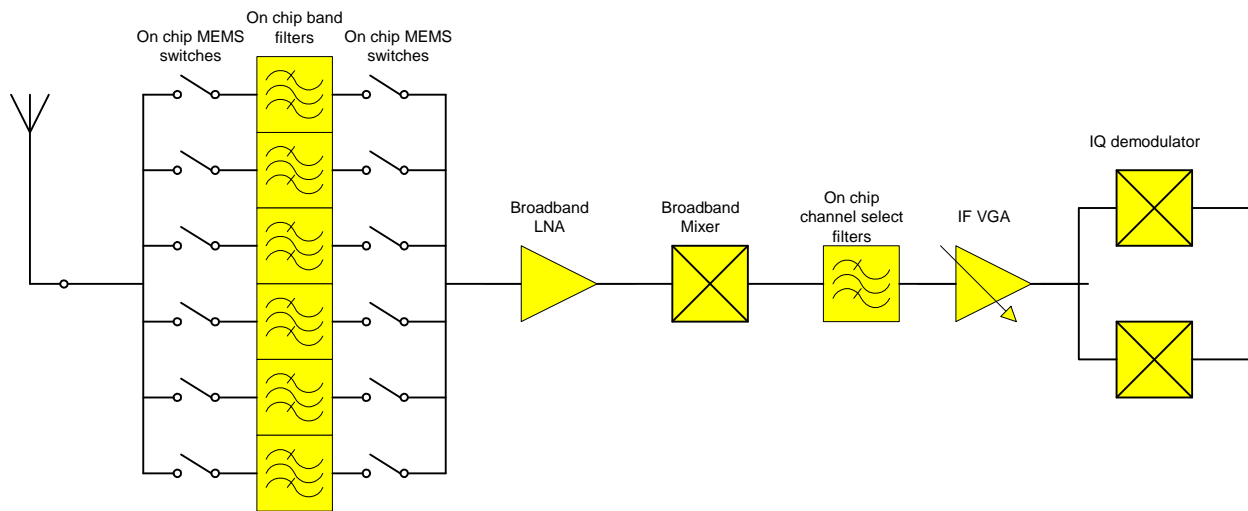 On chip MEMS
switches
On chip band
filters
On chip MEMS
switches
Broadband
LNA
Broadband
Mixer
On chip
channel select
filters
IF VGA
IQ demodulator